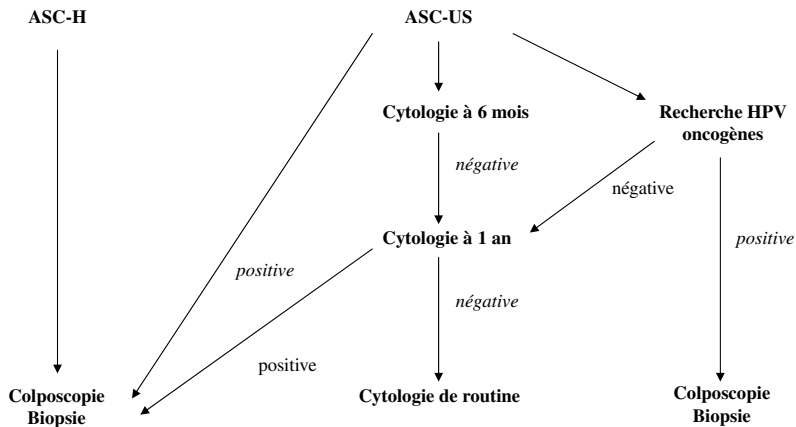 ASC-H
ASC-US
Cytologie à 6 mois
Recherche HPV
oncogènes
négative
négative
Cytologie à 1 an
positive
positive
négative
positive
Colposcopie
Biopsie
Cytologie de routine
Colposcopie
Biopsie